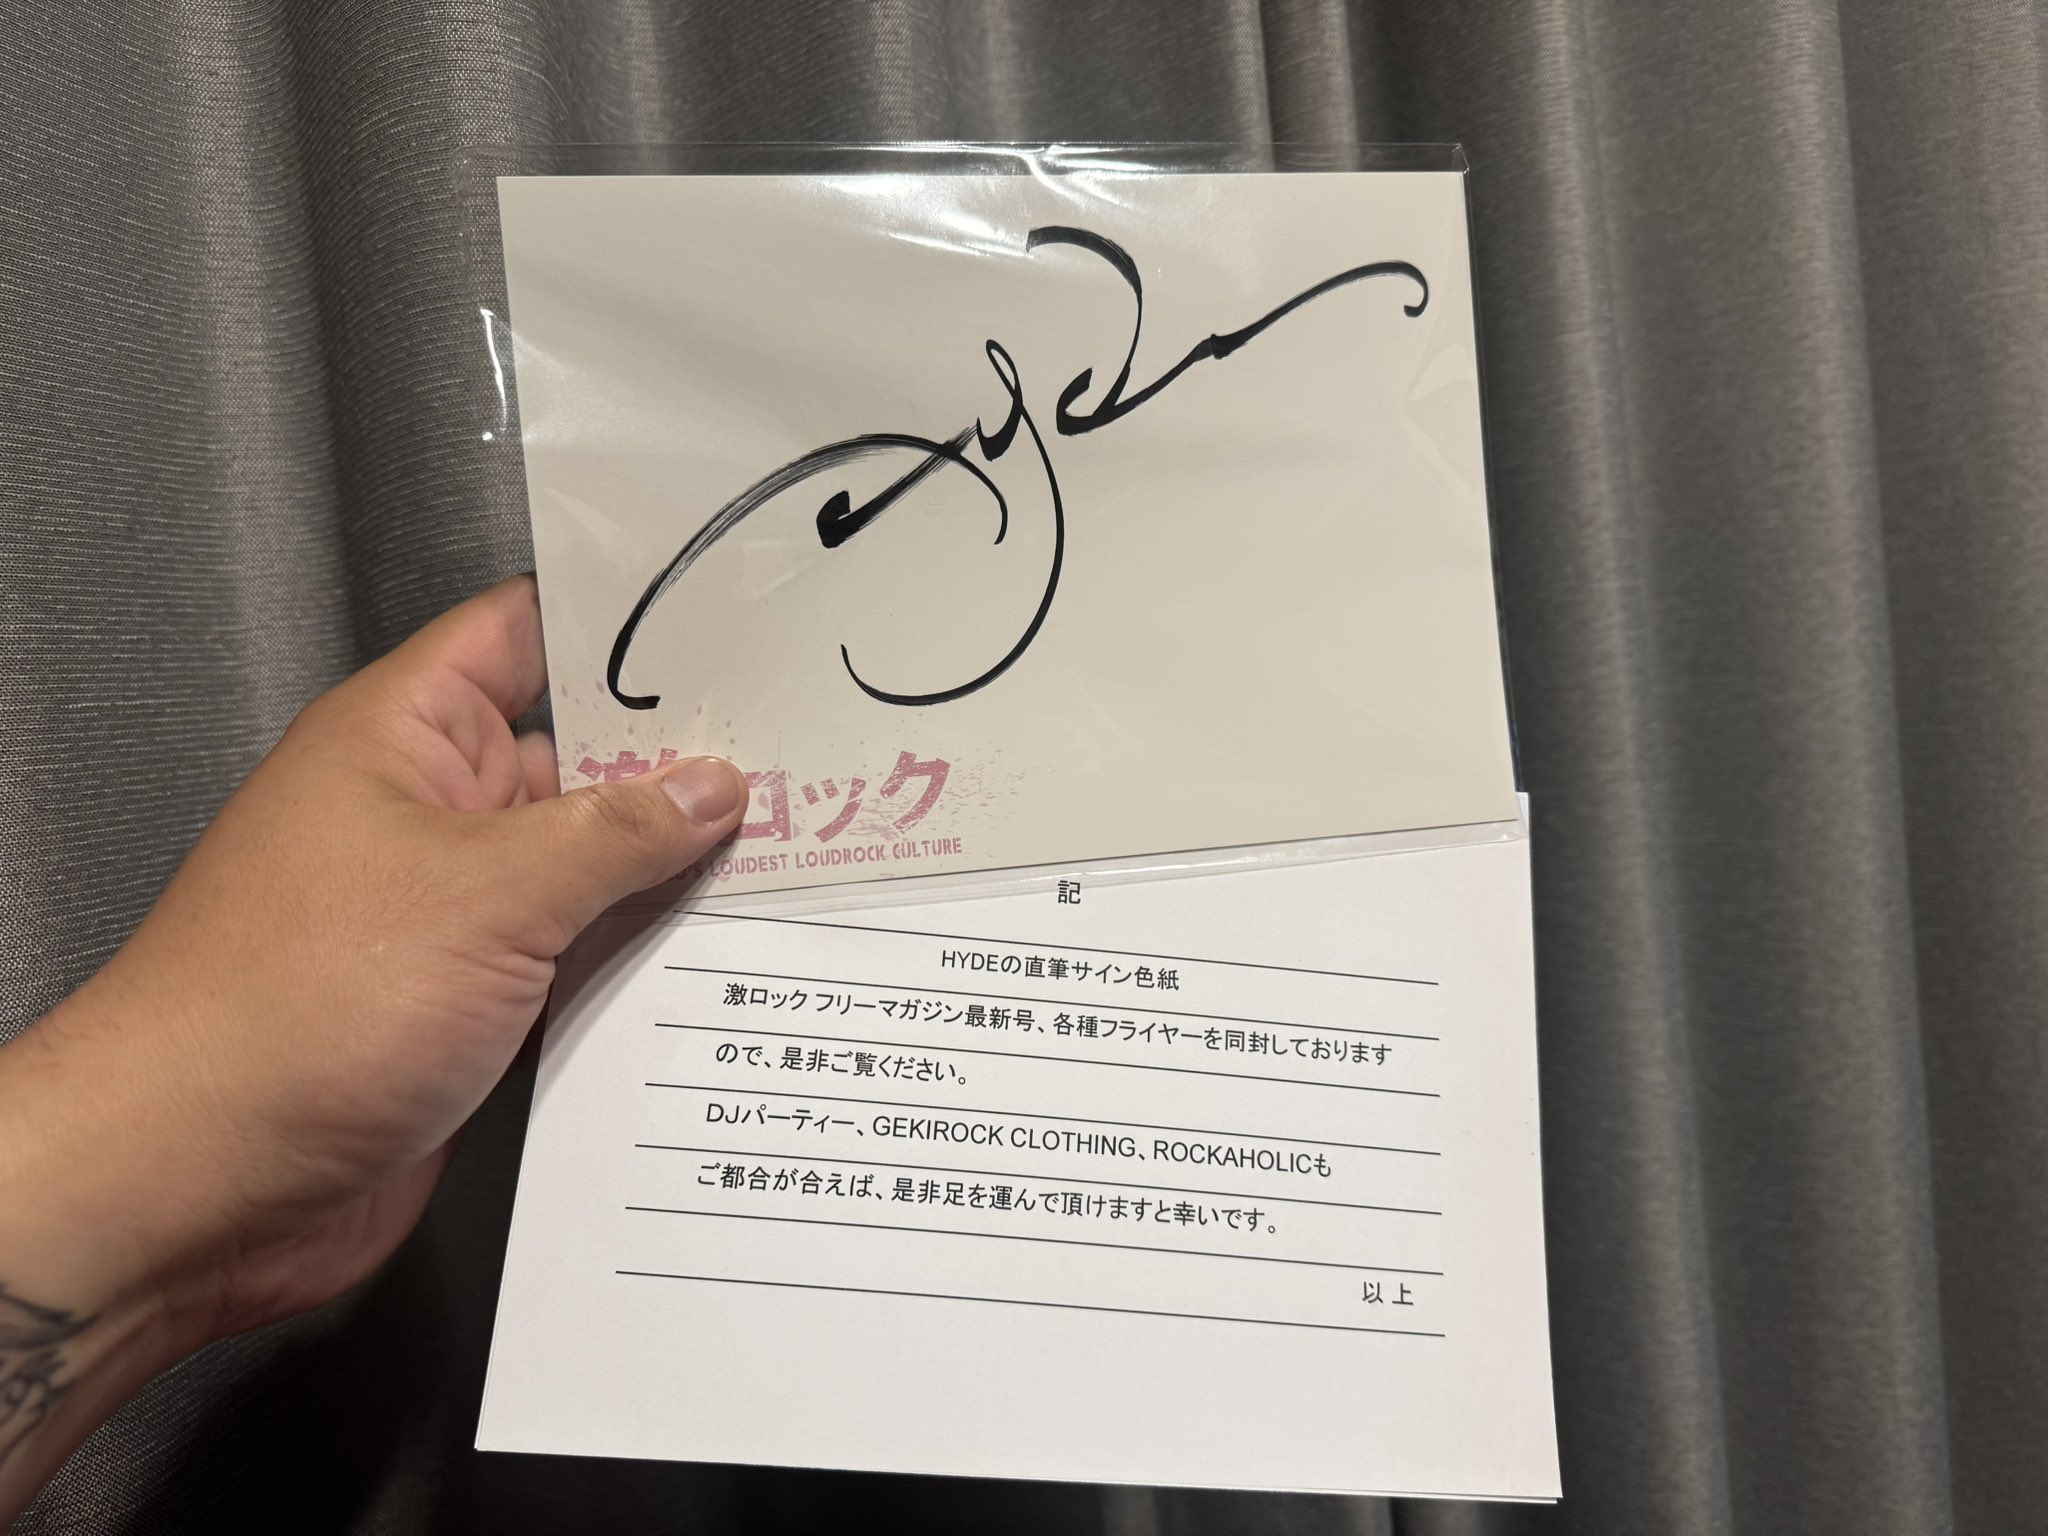 hyde
ロック
LOUDEST LOUDROCK CULTURE
記
HYDEの直筆サイン色紙
激ロック フリーマガジン最新号、各種フライヤーを同封しております
ので、是非ご覧ください。
DJパーティー、GEKIROCK CLOTHING、ROCKAHOLICも
ご都合が合えば、是非足を運んで頂けますと幸いです。
以上